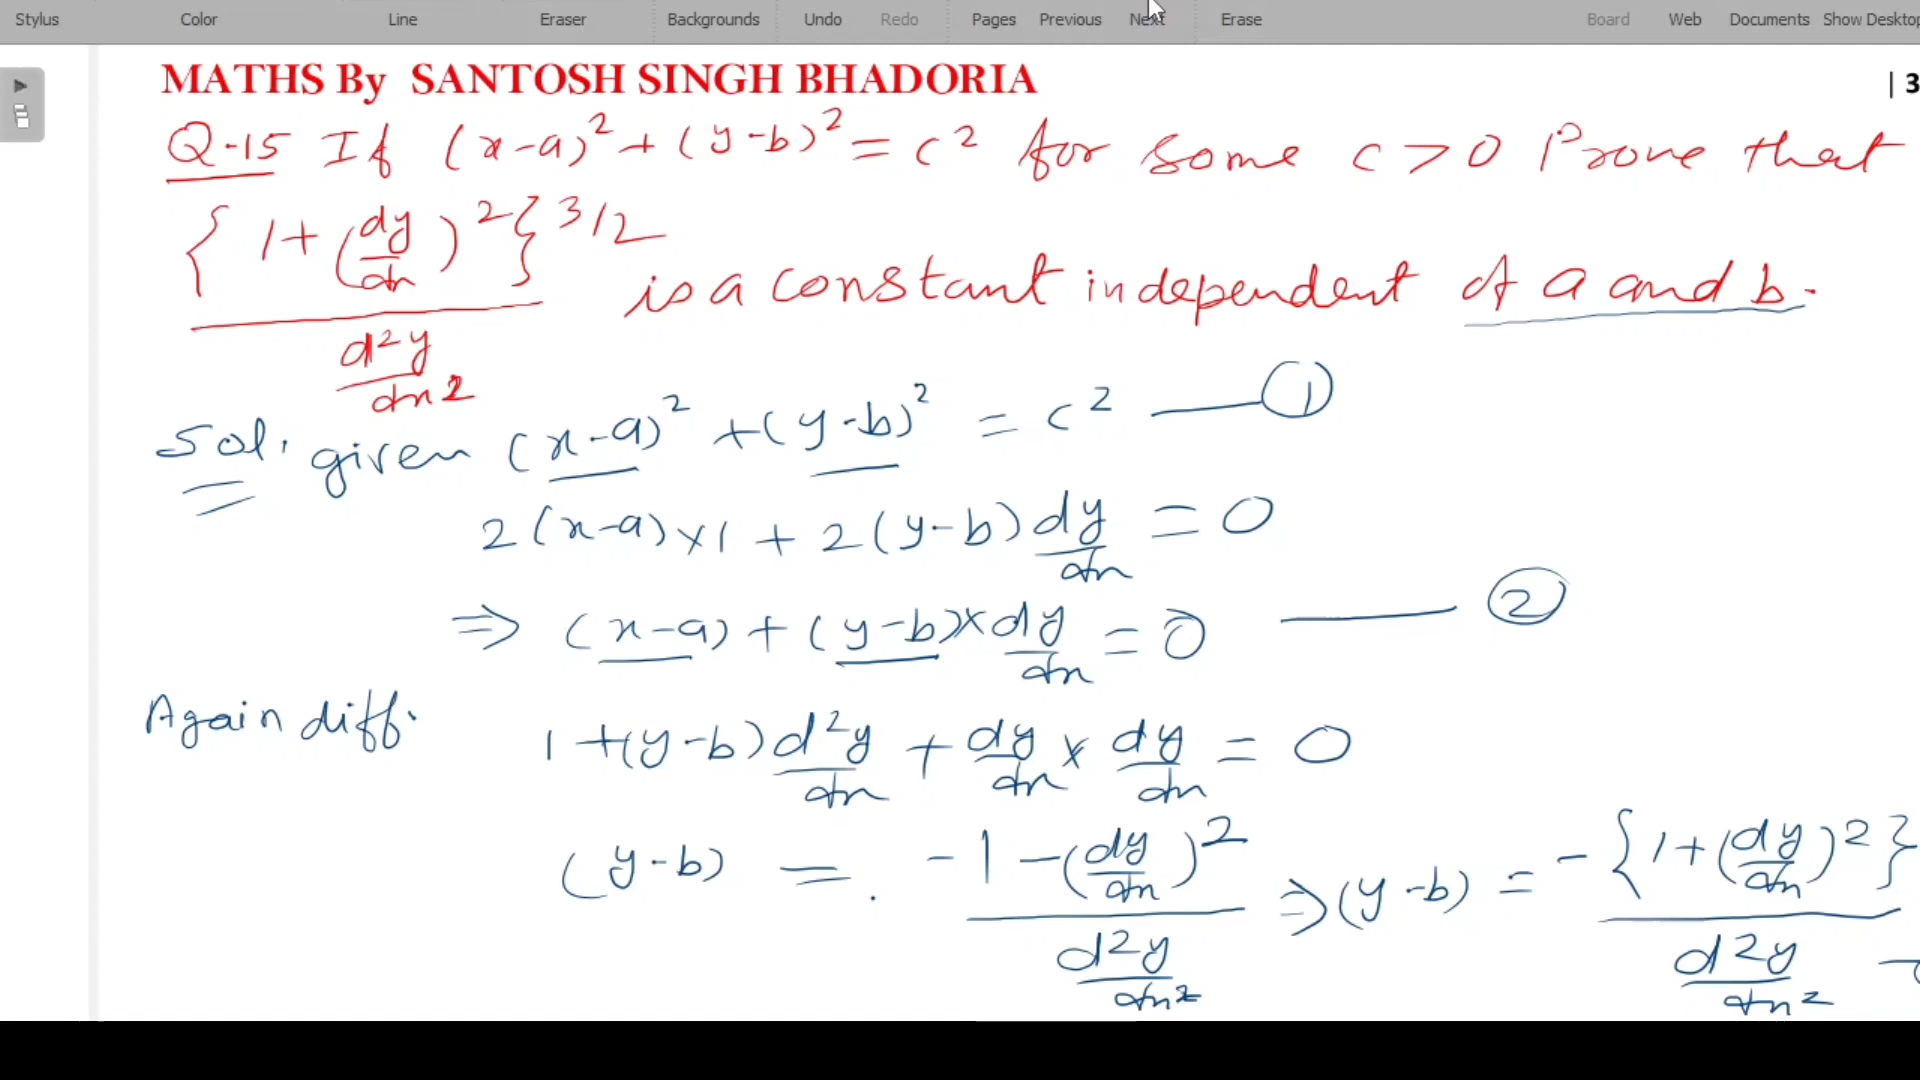 Stylus Color Line Eraser Backgrounds Undo Redo Pages Previous Next Erase Board Web Documents Show Desktop
MATHS By SANTOSH SINGH BHADORIA | 3
Q-15 If (x-a)² + (y-b)² = c² for some c > 0 Prove that
{1 + (dy/dx)²}^3/2 / d²y/dx² is a constant independent of a and b.
Sol. given (x-a)² + (y-b)² = c² —— ①
2(x-a)×1 + 2(y-b) dy/dx = 0
⇒ (x-a) + (y-b)× dy/dx = 0 —— ②
Again diff. 1 + (y-b) d²y/dx + dy/dx × dy/dx = 0
(y-b) = . -1 - (dy/dx)² / d²y/dx² ⇒ (y-b) = - {1 + (dy/dx)²} / d²y/dx²